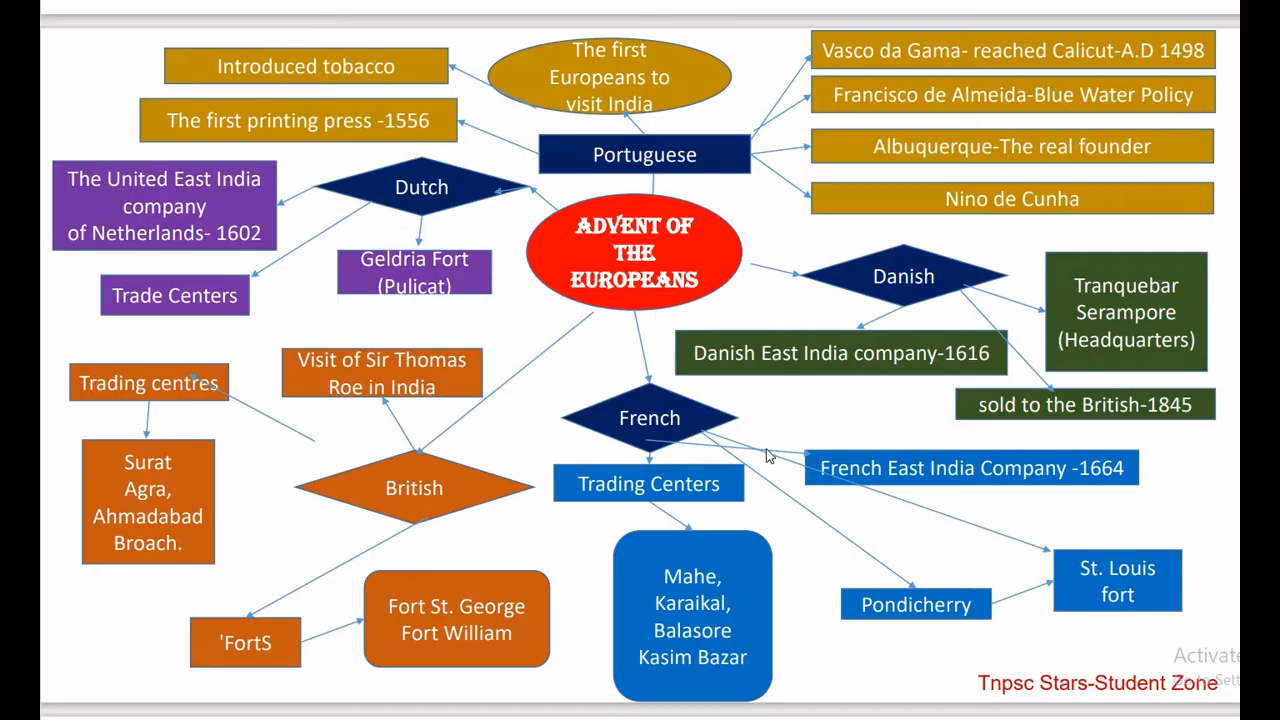 Introduced tobacco
The first printing press -1556
The first
Europeans to
visit India
Portuguese
Vasco da Gama- reached Calicut-A.D 1498
Francisco de Almeida-Blue Water Policy
Albuquerque-The real founder
Nino de Cunha
The United East India
company
of Netherlands- 1602
Dutch
Trade Centers
Geldria Fort
(Pulicat)
ADVENT OF
THE
EUROPEANS
Danish
Tranquebar
Serampore
(Headquarters)
Danish East India company-1616
sold to the British-1845
Trading centres
Visit of Sir Thomas
Roe in India
Surat
Agra,
Ahmadabad
Broach.
British
'FortS
Fort St. George
Fort William
French
Trading Centers
French East India Company -1664
Mahe,
Karaikal,
Balasore
Kasim Bazar
Pondicherry
St. Louis
fort
Activate
Go to Sett
Tnpsc Stars-Student Zone